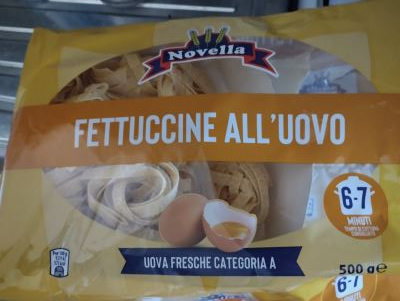 Novella
FETTUCCINE ALL'UOVO
6-7
MINUTI
UOVA FRESCHE CATEGORIA A
500 g e
6-7